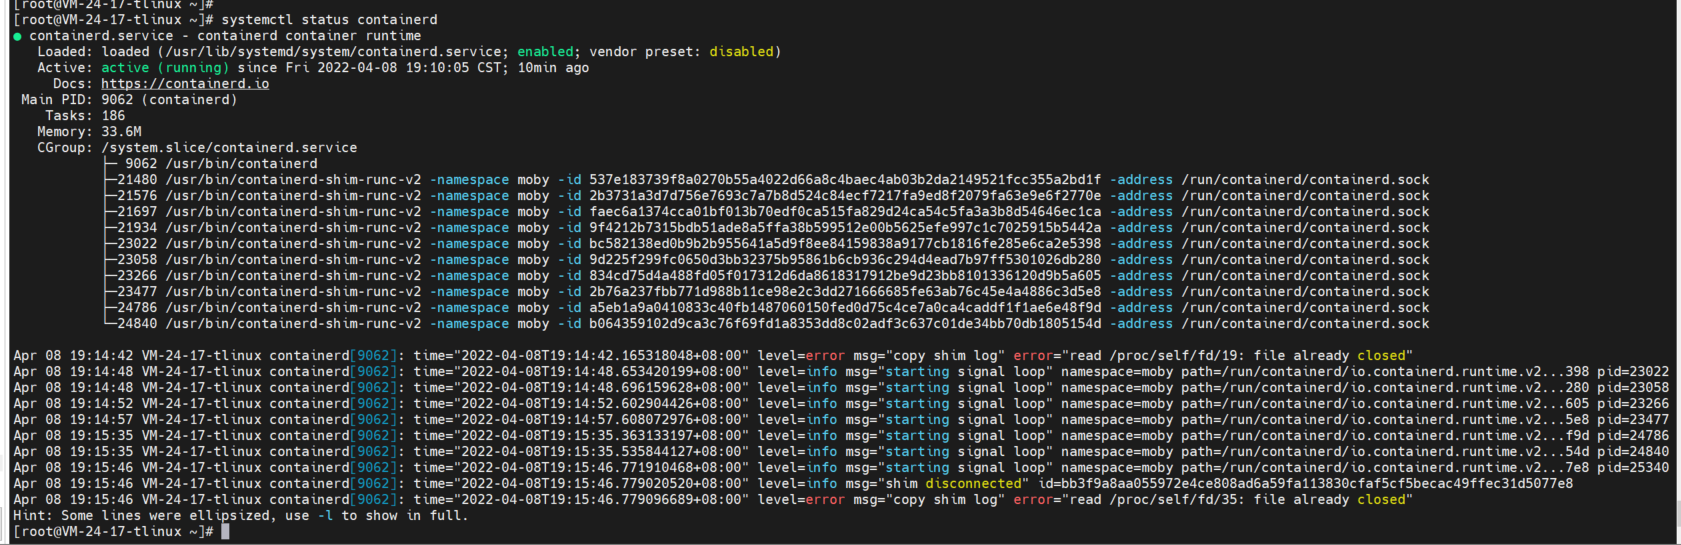 [root@VM-24-17-tlinux ~]#
[root@VM-24-17-tlinux ~]# systemctl status containerd
● containerd.service - containerd container runtime
   Loaded: loaded (/usr/lib/systemd/system/containerd.service; enabled; vendor preset: disabled)
   Active: active (running) since Fri 2022-04-08 19:10:05 CST; 10min ago
     Docs: https://containerd.io
 Main PID: 9062 (containerd)
    Tasks: 186
   Memory: 33.6M
   CGroup: /system.slice/containerd.service
           ├─ 9062 /usr/bin/containerd
           ├─21480 /usr/bin/containerd-shim-runc-v2 -namespace moby -id 537e183739f8a0270b55a4022d66a8c4baec4ab03b2da2149521fcc355a2bd1f -address /run/containerd/containerd.sock
           ├─21576 /usr/bin/containerd-shim-runc-v2 -namespace moby -id 2b3731a3d7d756e7693c7a7b8d524c84ecf7217fa9ed8f2079fa63e9e6f2770e -address /run/containerd/containerd.sock
           ├─21697 /usr/bin/containerd-shim-runc-v2 -namespace moby -id faec6a1374cca01bf013b70edf0ca515fa829d24ca54c5fa3a3b8d54646ec1ca -address /run/containerd/containerd.sock
           ├─21934 /usr/bin/containerd-shim-runc-v2 -namespace moby -id 9f4212b7315bdb51ade8a5ffa38b599512e00b5625efe997c1c7025915b5442a -address /run/containerd/containerd.sock
           ├─23022 /usr/bin/containerd-shim-runc-v2 -namespace moby -id bc582138ed0b9b2b955641a5d9f8ee84159838a9177cb1816fe285e6ca2e5398 -address /run/containerd/containerd.sock
           ├─23058 /usr/bin/containerd-shim-runc-v2 -namespace moby -id 9d225f299fc0650d3bb32375b95861b6cb936c294d4ead7b97ff5301026db280 -address /run/containerd/containerd.sock
           ├─23266 /usr/bin/containerd-shim-runc-v2 -namespace moby -id 834cd75d4a488fd05f017312d6da8618317912be9d23bb8101336120d9b5a605 -address /run/containerd/containerd.sock
           ├─23477 /usr/bin/containerd-shim-runc-v2 -namespace moby -id 2b76a237fbb771d988b11ce98e2c3dd271666685fe63ab76c45e4a4886c3d5e8 -address /run/containerd/containerd.sock
           ├─24786 /usr/bin/containerd-shim-runc-v2 -namespace moby -id a5eb1a9a0410833c40fb1487060150fed0d75c4ce7a0ca4caddf1f1ae6e48f9d -address /run/containerd/containerd.sock
           └─24840 /usr/bin/containerd-shim-runc-v2 -namespace moby -id b064359102d9ca3c76f69fd1a8353dd8c02adf3c637c01de34bb70db1805154d -address /run/containerd/containerd.sock
Apr 08 19:14:42 VM-24-17-tlinux containerd[9062]: time="2022-04-08T19:14:42.165318048+08:00" level=error msg="copy shim log" error="read /proc/self/fd/19: file already closed"
Apr 08 19:14:48 VM-24-17-tlinux containerd[9062]: time="2022-04-08T19:14:48.653420199+08:00" level=info msg="starting signal loop" namespace=moby path=/run/containerd/io.containerd.runtime.v2...398 pid=23022
Apr 08 19:14:48 VM-24-17-tlinux containerd[9062]: time="2022-04-08T19:14:48.696159628+08:00" level=info msg="starting signal loop" namespace=moby path=/run/containerd/io.containerd.runtime.v2...280 pid=23058
Apr 08 19:14:52 VM-24-17-tlinux containerd[9062]: time="2022-04-08T19:14:52.602904426+08:00" level=info msg="starting signal loop" namespace=moby path=/run/containerd/io.containerd.runtime.v2...605 pid=23266
Apr 08 19:14:57 VM-24-17-tlinux containerd[9062]: time="2022-04-08T19:14:57.608072976+08:00" level=info msg="starting signal loop" namespace=moby path=/run/containerd/io.containerd.runtime.v2...5e8 pid=23477
Apr 08 19:15:35 VM-24-17-tlinux containerd[9062]: time="2022-04-08T19:15:35.363133197+08:00" level=info msg="starting signal loop" namespace=moby path=/run/containerd/io.containerd.runtime.v2...f9d pid=24786
Apr 08 19:15:35 VM-24-17-tlinux containerd[9062]: time="2022-04-08T19:15:35.535844127+08:00" level=info msg="starting signal loop" namespace=moby path=/run/containerd/io.containerd.runtime.v2...54d pid=24840
Apr 08 19:15:46 VM-24-17-tlinux containerd[9062]: time="2022-04-08T19:15:46.771910468+08:00" level=info msg="starting signal loop" namespace=moby path=/run/containerd/io.containerd.runtime.v2...7e8 pid=25340
Apr 08 19:15:46 VM-24-17-tlinux containerd[9062]: time="2022-04-08T19:15:46.779020520+08:00" level=info msg="shim disconnected" id=bb3f9a8aa055972e4ce808ad6a59fa113830cfaf5cf5becac49ffec31d5077e8
Apr 08 19:15:46 VM-24-17-tlinux containerd[9062]: time="2022-04-08T19:15:46.779096689+08:00" level=error msg="copy shim log" error="read /proc/self/fd/35: file already closed"
Hint: Some lines were ellipsized, use -l to show in full.
[root@VM-24-17-tlinux ~]#